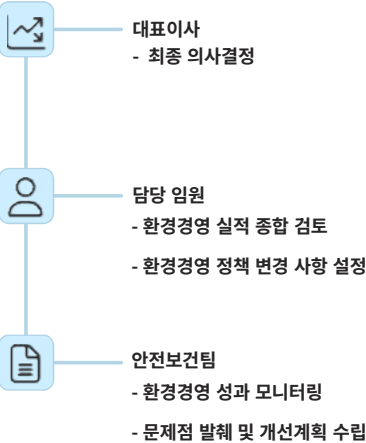 대표이사
- 최종 의사결정
담당 임원
- 환경경영 실적 종합 검토
- 환경경영 정책 변경 사항 설정
안전보건팀
- 환경경영 성과 모니터링
- 문제점 발췌 및 개선계획 수립